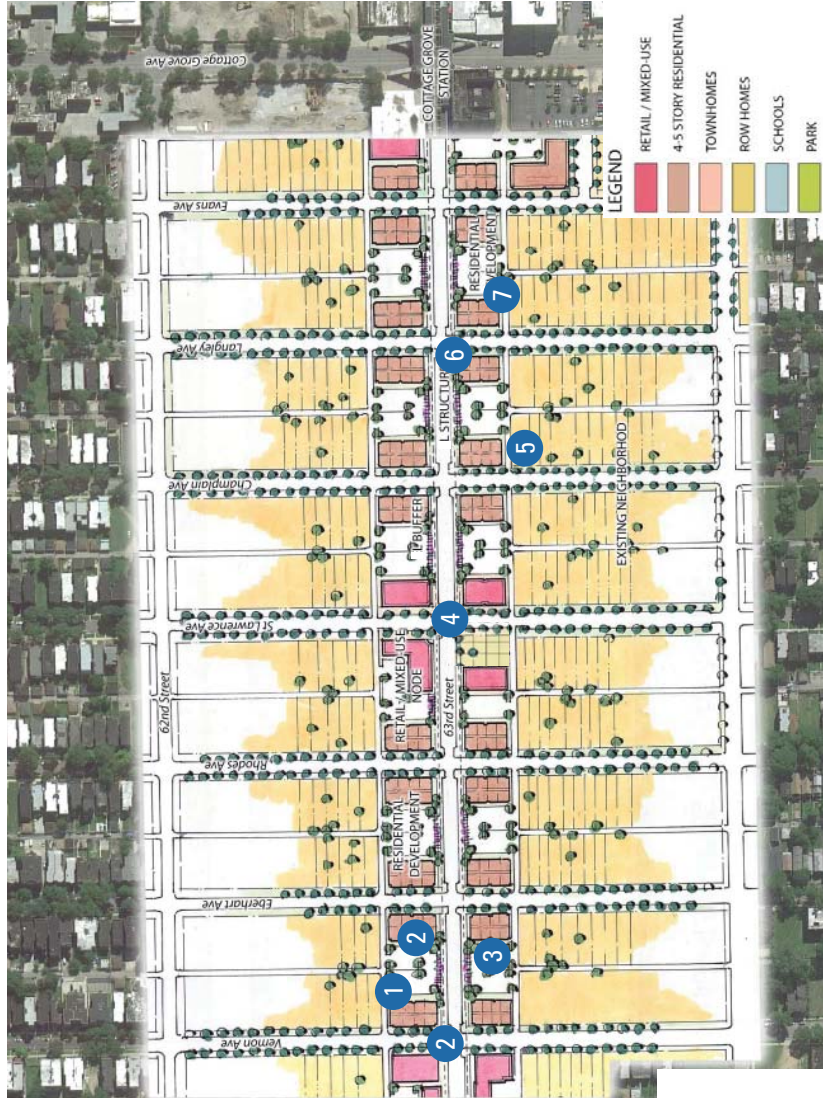 Cottage Grove Ave
COTTAGE GROVE
STATION
Evans Ave
Langley Ave
Champlain Ave
St Lawrence Ave
Rhodes Ave
Eberhart Ave
Vernon Ave
62nd Street
63rd Street
RESIDENTIAL
DEVELOPMENT
RETAIL / MIXED-USE
NODE
L BUFFER
L STRUCTURE
RESIDENTIAL
EXISTING NEIGHBORHOD
1
2
2
3
4
5
6
7
LEGEND
RETAIL / MIXED-USE
4-5 STORY RESIDENTIAL
TOWNHOMES
ROW HOMES
SCHOOLS
PARK